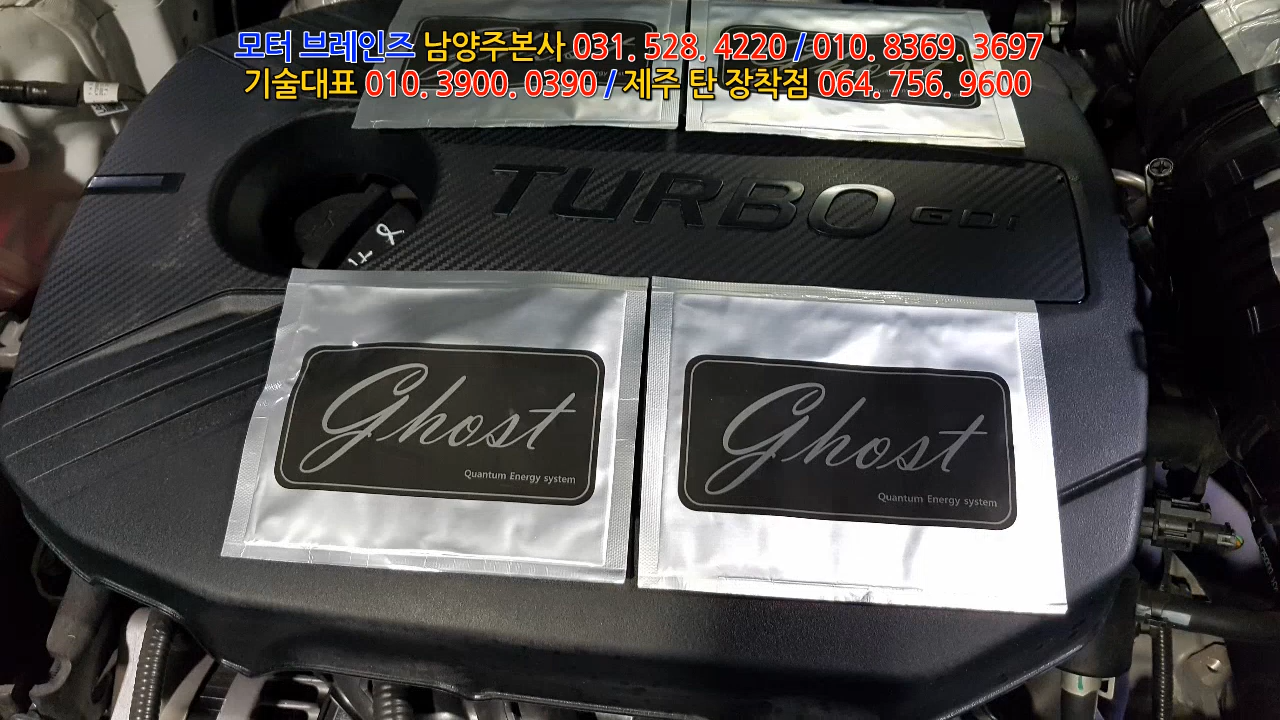 모터 브레인즈 남양주본사 031. 528. 4220 / 010. 8369. 3697
기술대표 010. 3900. 0390 / 제주 탄 장착점 064. 756. 9600
Ghost Ghost
TURBO GDi
Ghost
Quantum Energy system
Ghost
Quantum Energy system